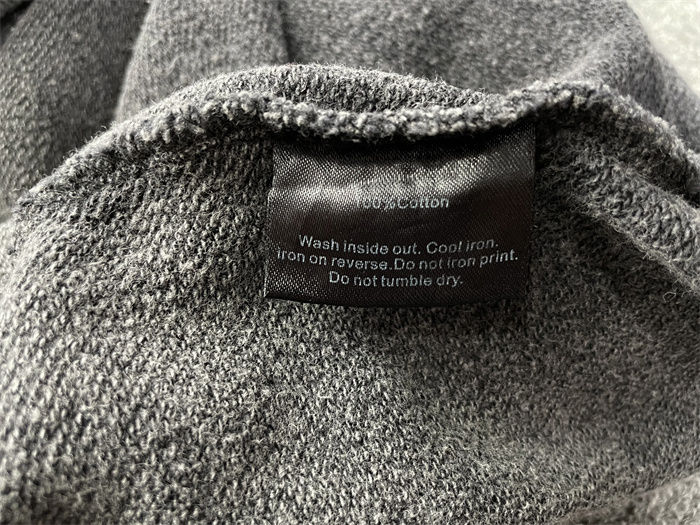 100%Cotton
Wash inside out. Cool iron.
iron on reverse.Do not iron print.
Do not tumble dry.